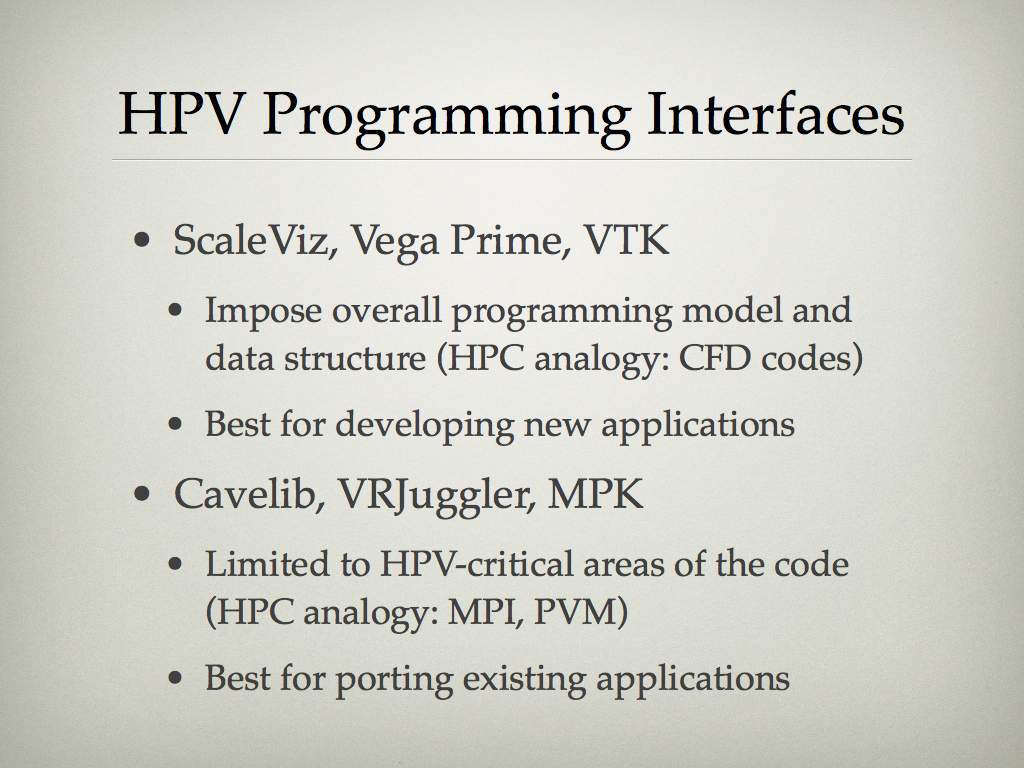 HPV Programming Interfaces
• ScaleViz, Vega Prime, VTK
• Impose overall programming model and
data structure (HPC analogy: CFD codes)
• Best for developing new applications
• Cavelib, VRJuggler, MPK
• Limited to HPV-critical areas of the code
(HPC analogy: MPI, PVM)
• Best for porting existing applications